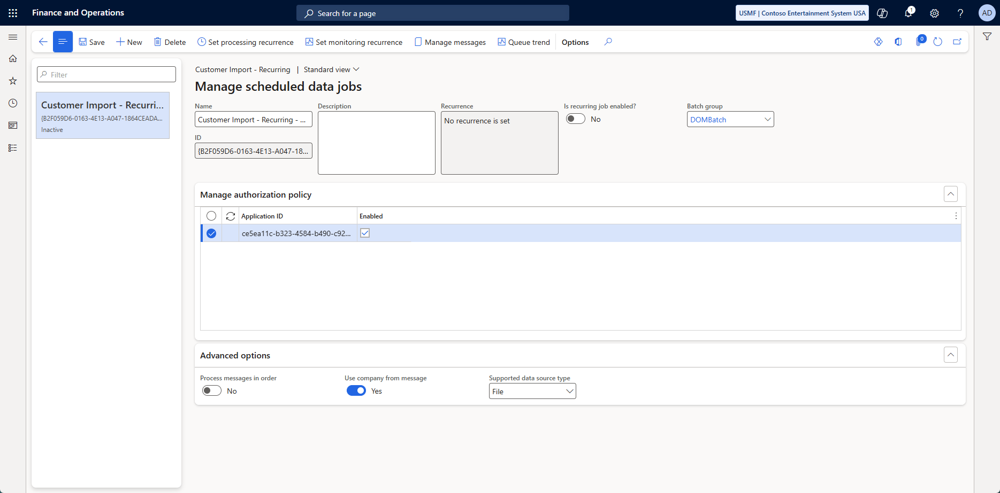 Finance and Operations
Search for a page
USMF | Contoso Entertainment System USA
1
AD
Save
New
Delete
Set processing recurrence
Set monitoring recurrence
Manage messages
Queue trend
Options
0
Filter
Customer Import - Recurri...
{B2F059D6-0163-4E13-A047-1864CEADA...
Inactive
Customer Import - Recurring | Standard view
Manage scheduled data jobs
Name
Customer Import - Recurring - ...
ID
{B2F059D6-0163-4E13-A047-18...
Description
Recurrence
No recurrence is set
Is recurring job enabled?
No
Batch group
DOMBatch
Manage authorization policy
Application ID
Enabled
ce5ea11c-b323-4584-b490-c92...
Advanced options
Process messages in order
No
Use company from message
Yes
Supported data source type
File